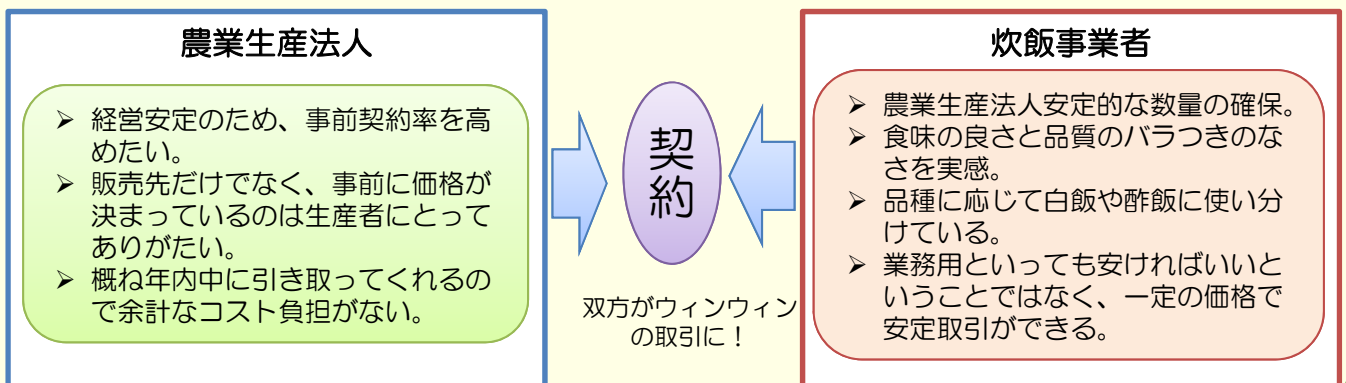 農業生産法人
➢ 経営安定のため、事前契約率を高
めたい。
➢ 販売先だけでなく、事前に価格が
決まっているのは生産者にとって
ありがたい。
➢ 概ね年内中に引き取ってくれるの
で余計なコスト負担がない。
契
約
双方がウィンウィン
の取引に！
炊飯事業者
➢ 農業生産法人安定的な数量の確保。
➢ 食味の良さと品質のバラつきのな
さを実感。
➢ 品種に応じて白飯や酢飯に使い分
けている。
➢ 業務用といっても安ければいいと
いうことではなく、一定の価格で
安定取引ができる。